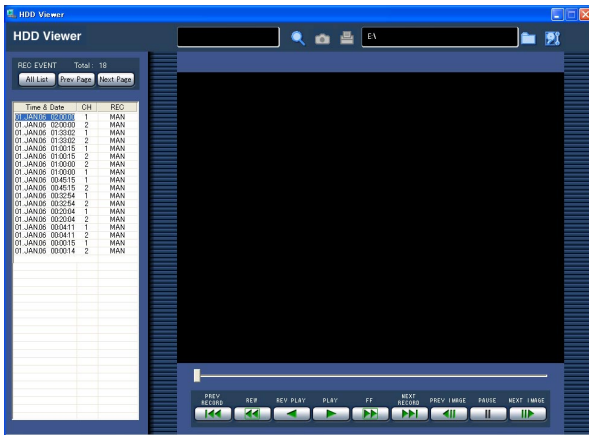 HDD Viewer
HDD Viewer
E:\
REC EVENT Total : 18
All List Prev Page Next Page
Time & Date CH REC
01.JAN.06 02:00:00 1 MAN
01.JAN.06 02:00:00 2 MAN
01.JAN.06 01:33:02 1 MAN
01.JAN.06 01:33:02 2 MAN
01.JAN.06 01:00:15 1 MAN
01.JAN.06 01:00:15 2 MAN
01.JAN.06 01:00:00 2 MAN
01.JAN.06 01:00:00 1 MAN
01.JAN.06 00:45:15 1 MAN
01.JAN.06 00:45:15 2 MAN
01.JAN.06 00:32:54 1 MAN
01.JAN.06 00:32:54 2 MAN
01.JAN.06 00:20:04 1 MAN
01.JAN.06 00:20:04 2 MAN
01.JAN.06 00:04:11 1 MAN
01.JAN.06 00:04:11 2 MAN
01.JAN.06 00:00:15 1 MAN
01.JAN.06 00:00:14 2 MAN
PREV RECORD REW REV PLAY PLAY FF NEXT RECORD PREV IMAGE PAUSE NEXT IMAGE